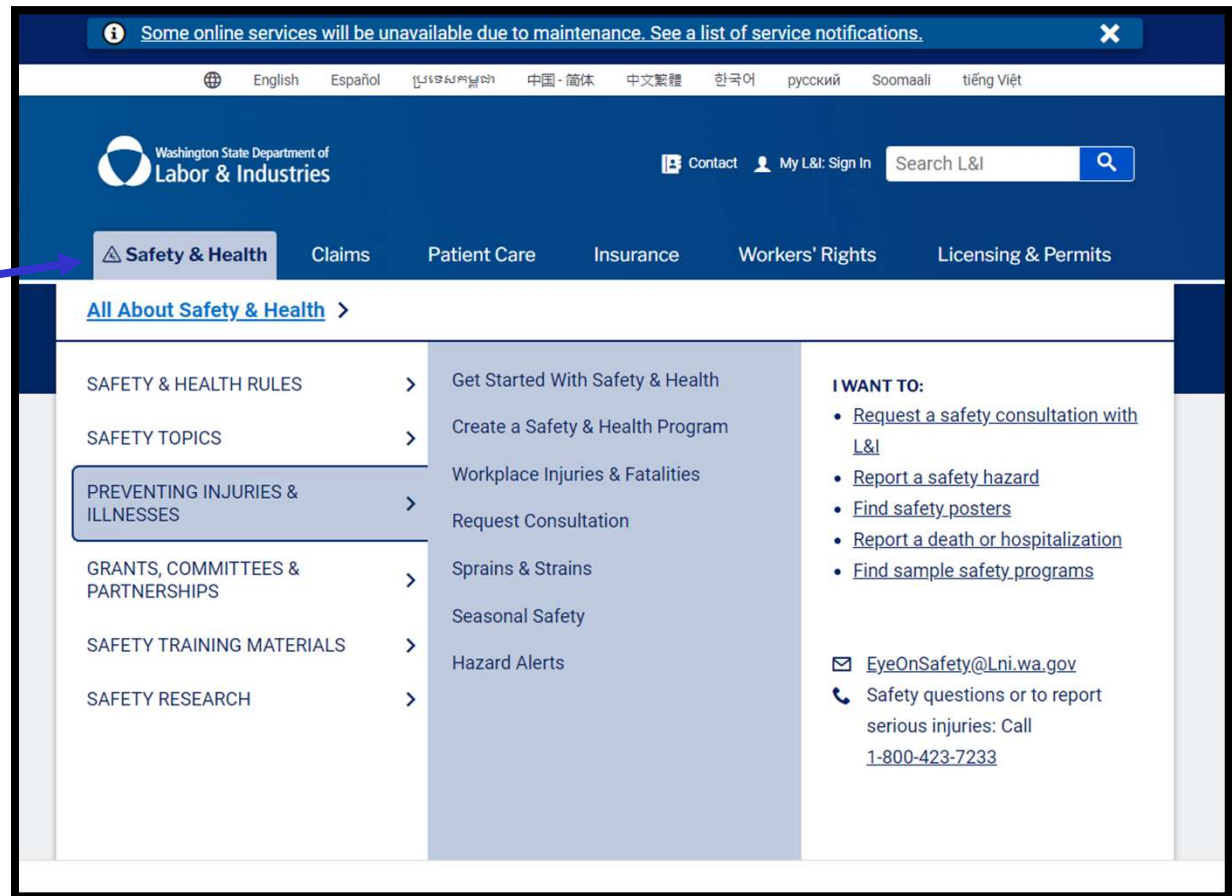 Some online services will be unavailable due to maintenance. See a list of service notifications.
English Español ប្រទេសកម្ពុជា 中国 - 简体 中文繁體 한국어 русский Soomaali tiếng Việt
Washington State Department of
Labor & Industries
Contact My L&I: Sign In Search L&I
Safety & Health Claims Patient Care Insurance Workers' Rights Licensing & Permits
All About Safety & Health
SAFETY & HEALTH RULES
SAFETY TOPICS
PREVENTING INJURIES &
ILLNESSES
GRANTS, COMMITTEES &
PARTNERSHIPS
SAFETY TRAINING MATERIALS
SAFETY RESEARCH
Get Started With Safety & Health
Create a Safety & Health Program
Workplace Injuries & Fatalities
Request Consultation
Sprains & Strains
Seasonal Safety
Hazard Alerts
I WANT TO:
• Request a safety consultation with
L&I
• Report a safety hazard
• Find safety posters
• Report a death or hospitalization
• Find sample safety programs
EyeOnSafety@Lni.wa.gov
Safety questions or to report
serious injuries: Call
1-800-423-7233